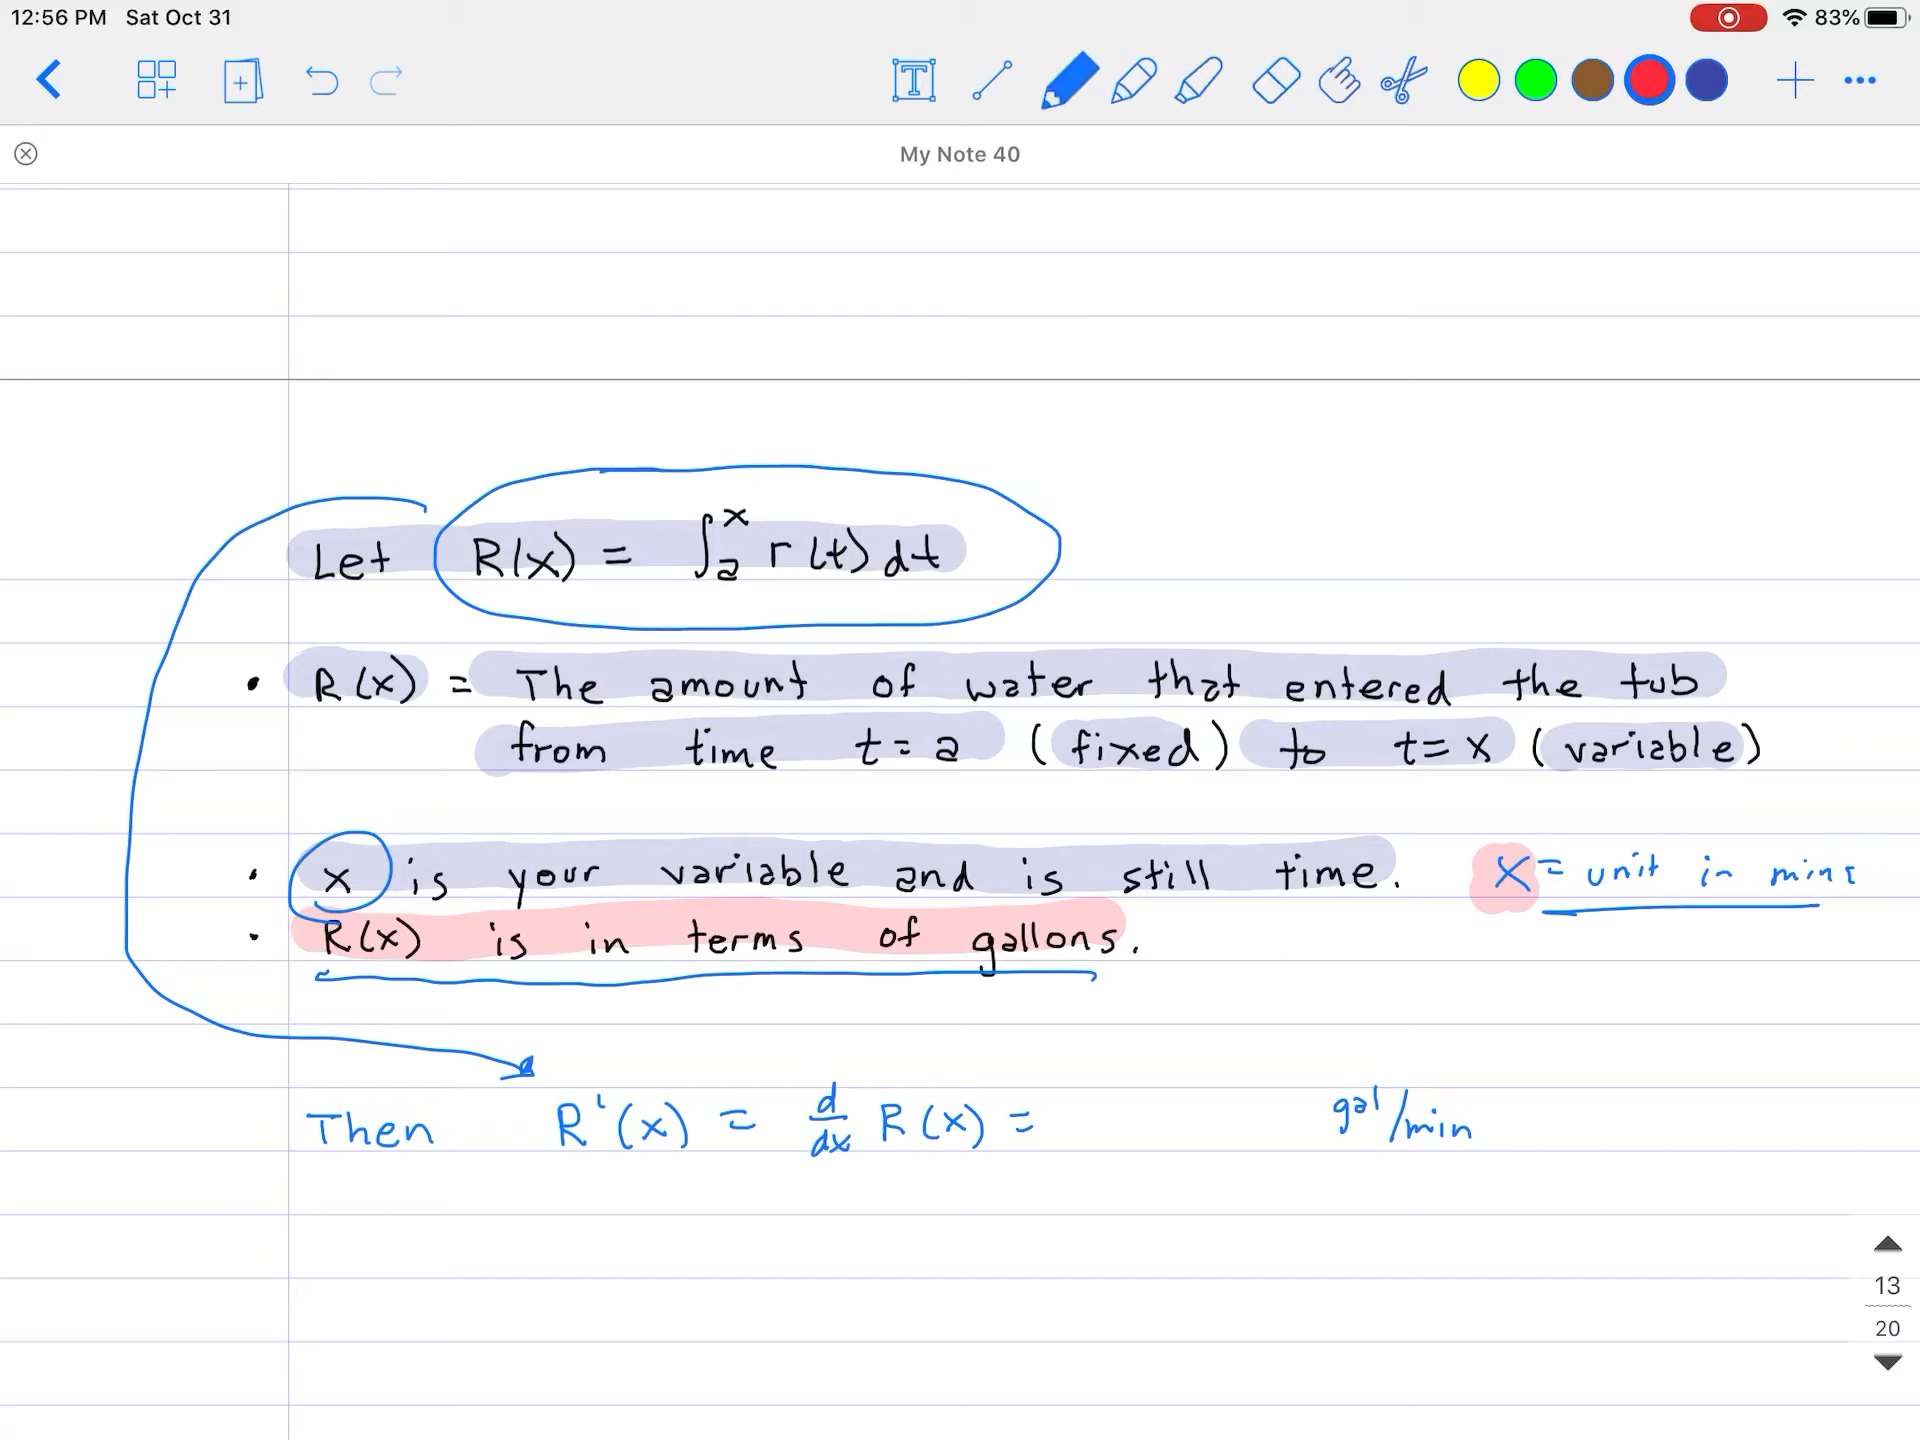 12:56 PM Sat Oct 31 83%
T
My Note 40
Let R(x) = ∫ₐˣ r(t) dt
• R(x) = The amount of water that entered the tub
from time t = a (fixed) to t = x (variable)
• x is your variable and is still time. x = unit in mins
• R(x) is in terms of gallons.
Then R'(x) = d/dx R(x) = gal/min
13
20